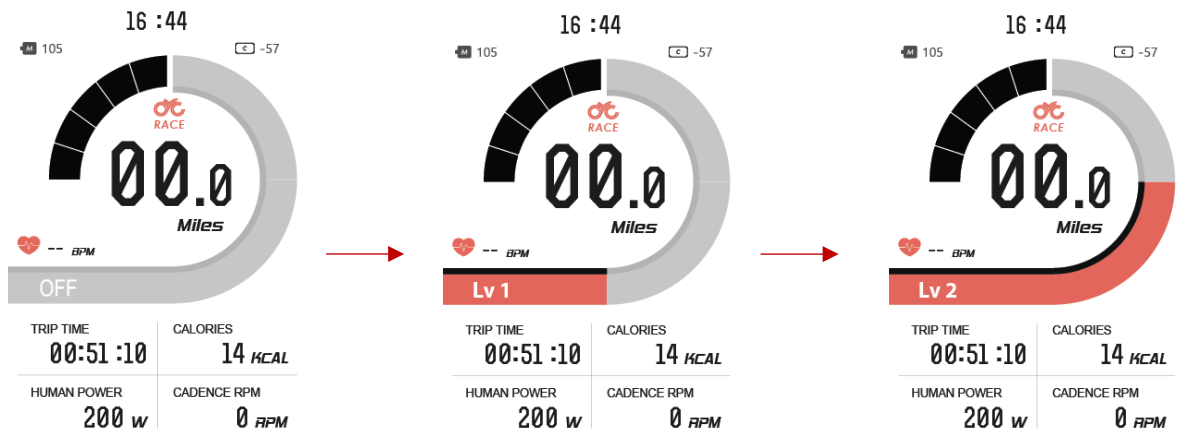 16 :44
M 105
C -57
RACE
00.0
Miles
-- BPM
OFF
TRIP TIME
CALORIES
00:51 :10
14 KCAL
HUMAN POWER
CADENCE RPM
200 W
0 RPM
16 :44
M 105
C -57
RACE
00.0
Miles
-- BPM
Lv 1
TRIP TIME
CALORIES
00:51 :10
14 KCAL
HUMAN POWER
CADENCE RPM
200 W
0 RPM
16 :44
M 105
C -57
RACE
00.0
Miles
-- BPM
Lv 2
TRIP TIME
CALORIES
00:51 :10
14 KCAL
HUMAN POWER
CADENCE RPM
200 W
0 RPM